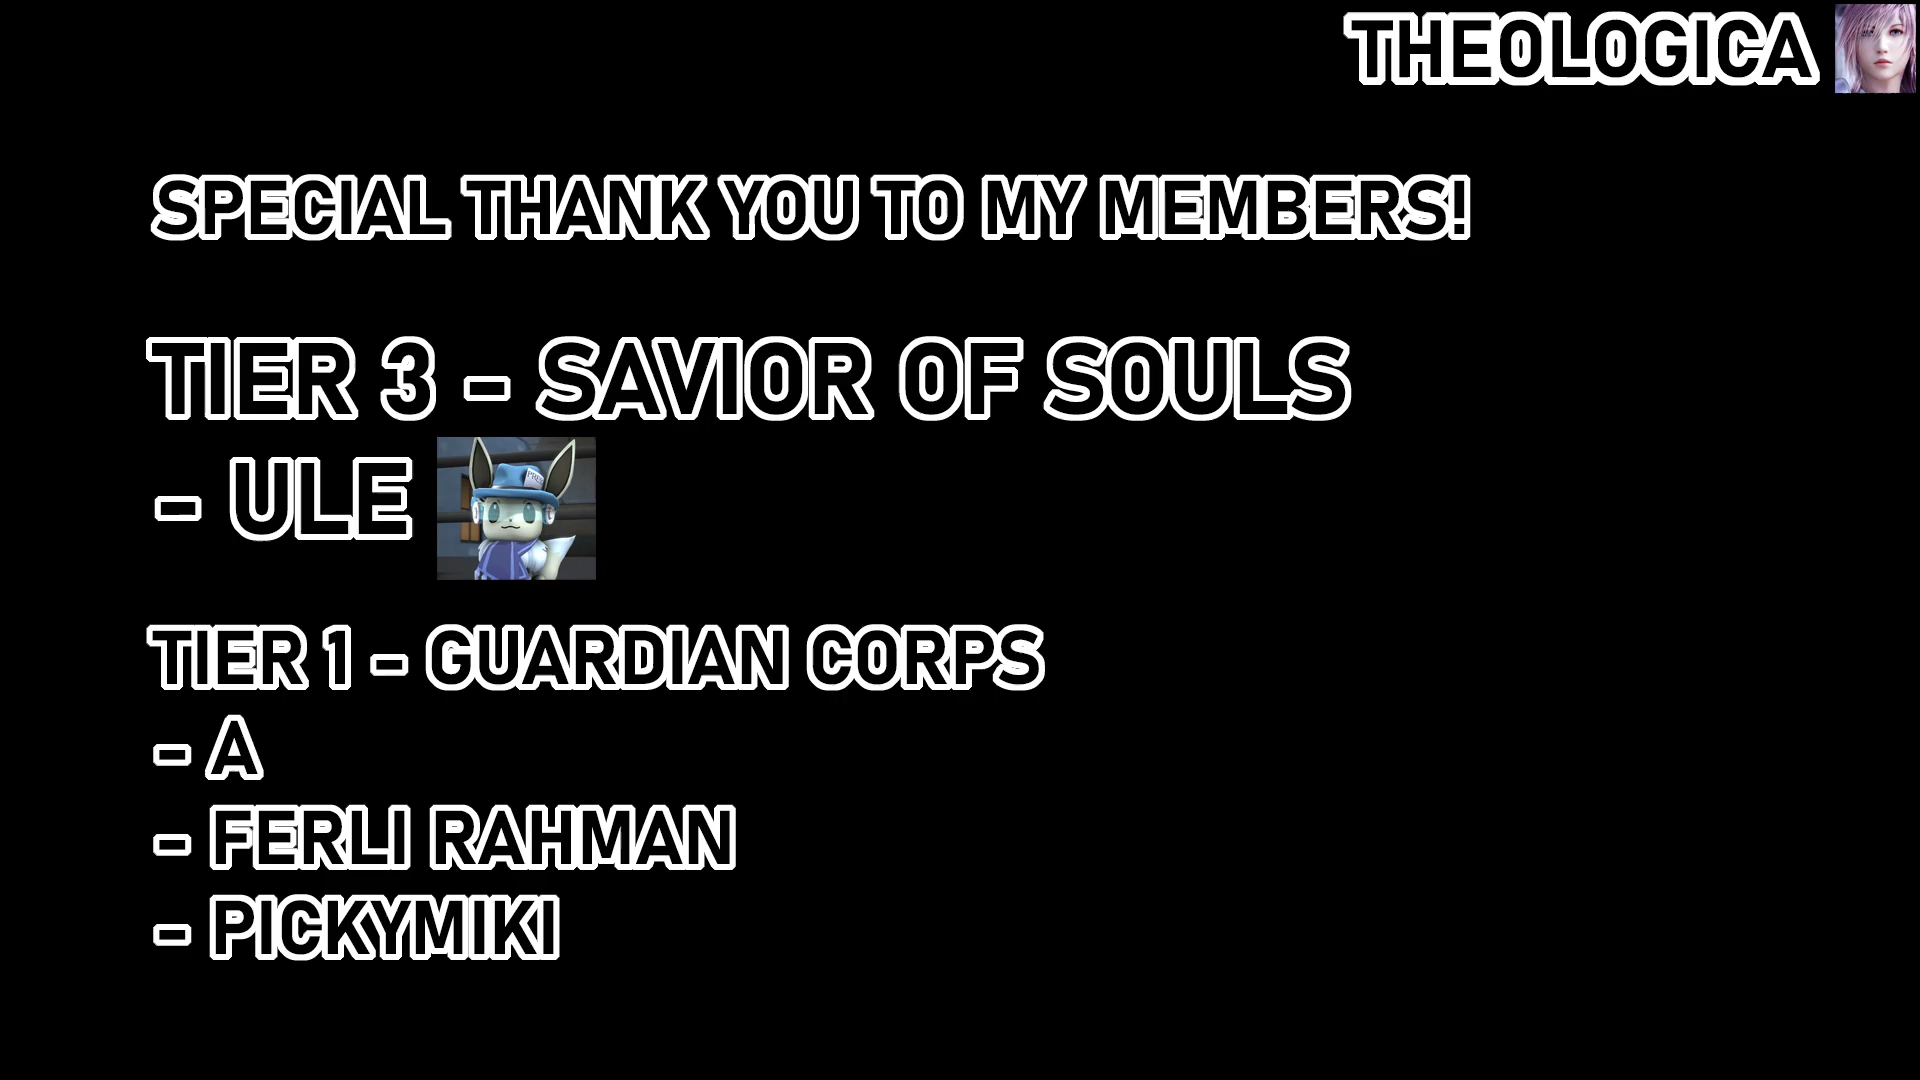 THEOLOGICA
SPECIAL THANK YOU TO MY MEMBERS!
TIER 3 - SAVIOR OF SOULS
- ULE
TIER 1 - GUARDIAN CORPS
- A
- FERLI RAHMAN
- PICKYMIKI